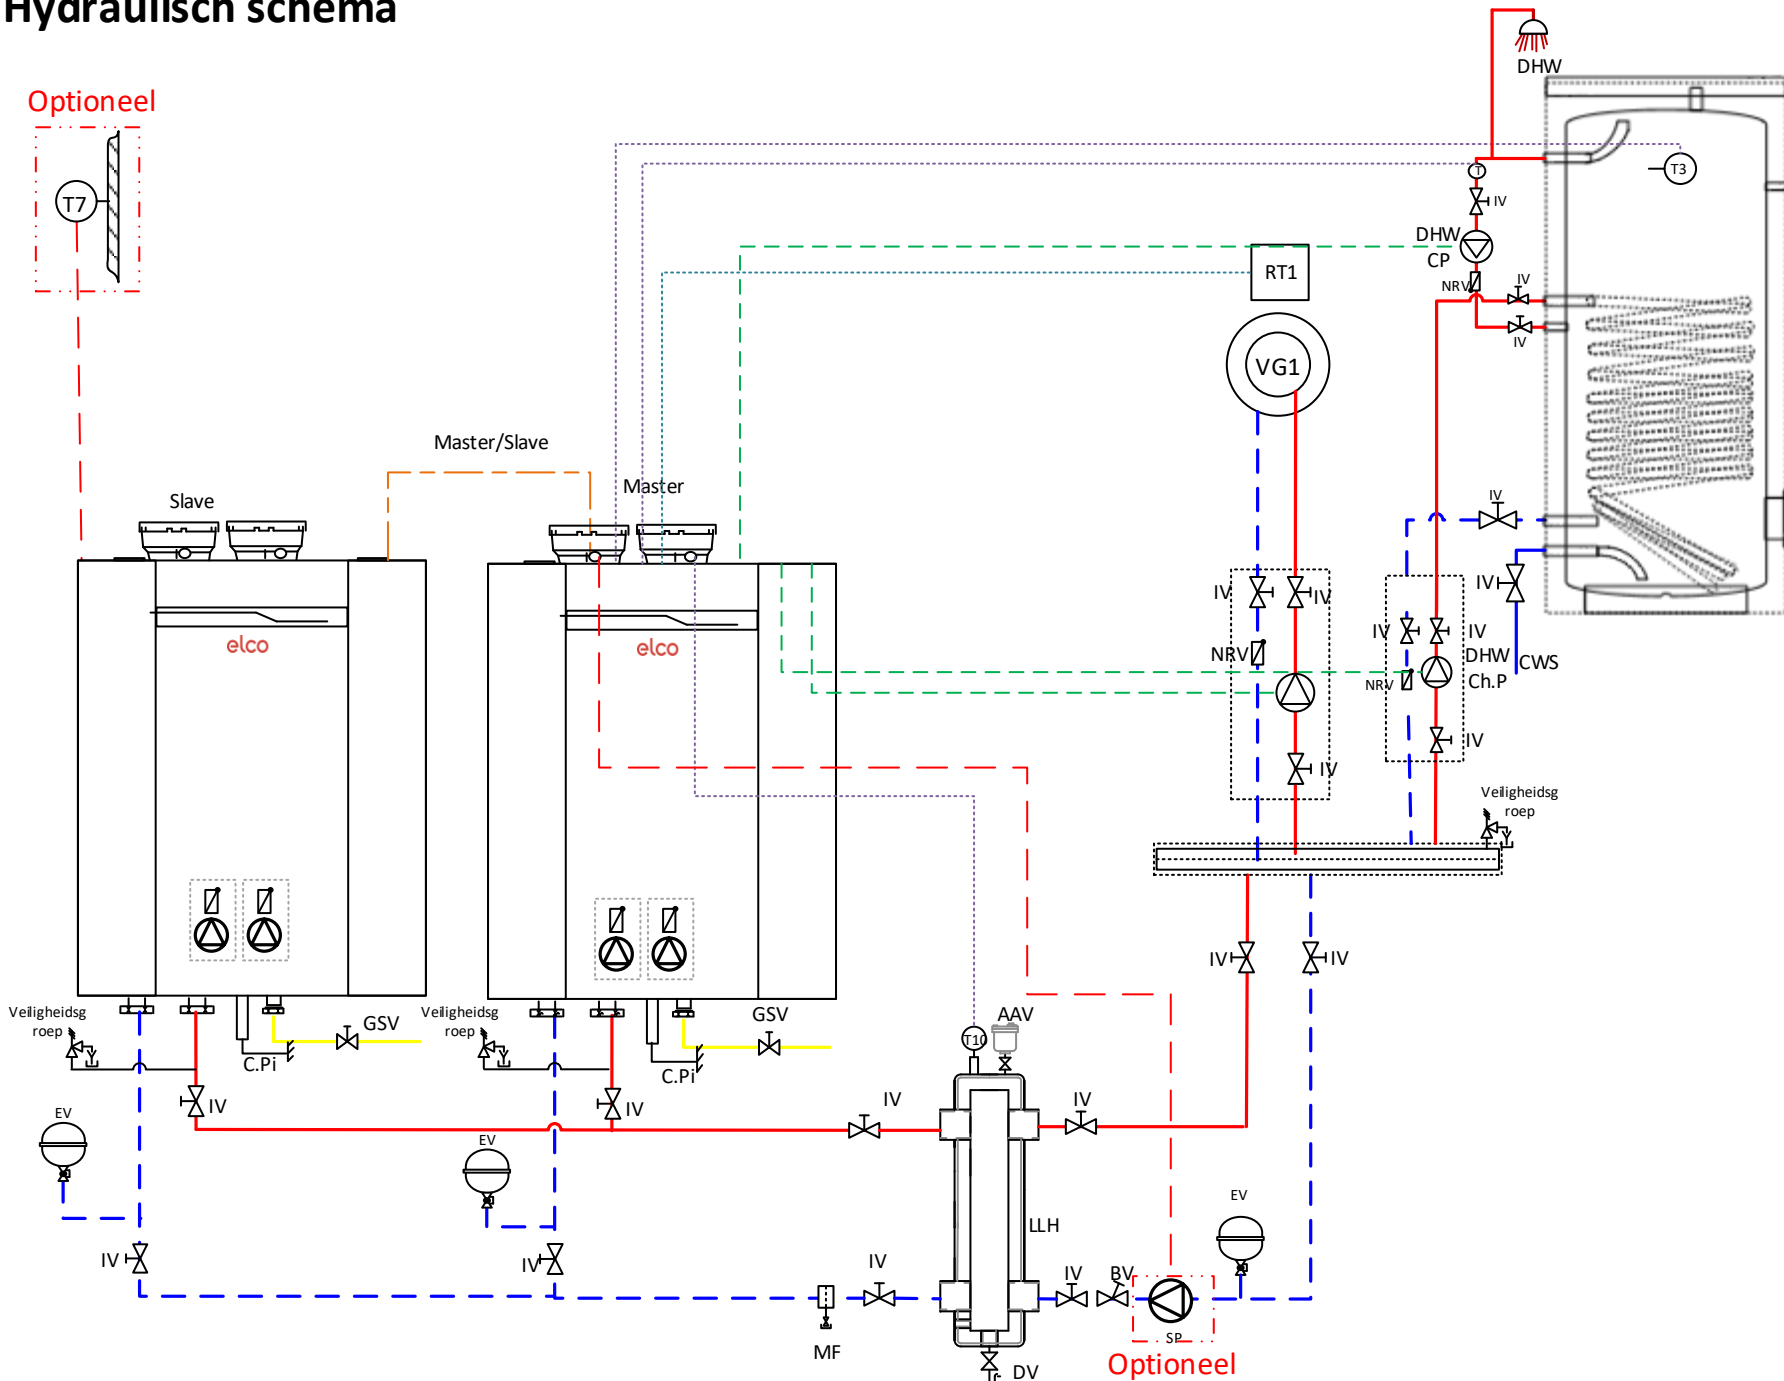 Hydraulisch schema
DHW
Optioneel
T7
T
T3
IV
DHW
CP
RT1
NRV
IV
IV
VG1
Master/Slave
Slave
Master
IV
IV
CWS
elco
elco
IV
IV
NRV
IV
IV
DHW
Ch.P
NRV
IV
IV
Veiligheidsg
roep
IV
IV
Veiligheidsg
roep
GSV
C.Pi
Veiligheidsg
roep
GSV
C.Pi
T10
AAV
IV
IV
IV
IV
EV
EV
LLH
EV
IV
IV
IV
IV
BV
MF
SP
Optioneel
DV